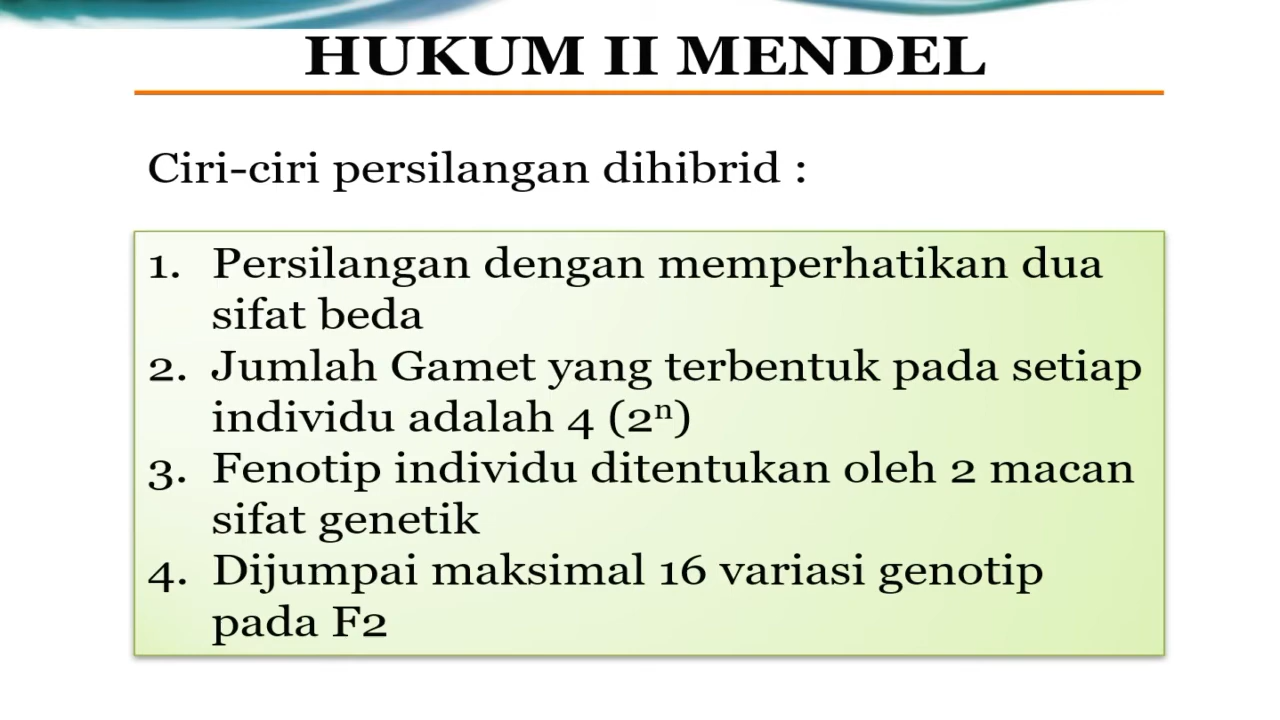 HUKUM II MENDEL
Ciri-ciri persilangan dihibrid :
1. Persilangan dengan memperhatikan dua
sifat beda
2. Jumlah Gamet yang terbentuk pada setiap
individu adalah 4 (2ⁿ)
3. Fenotip individu ditentukan oleh 2 macan
sifat genetik
4. Dijumpai maksimal 16 variasi genotip
pada F2